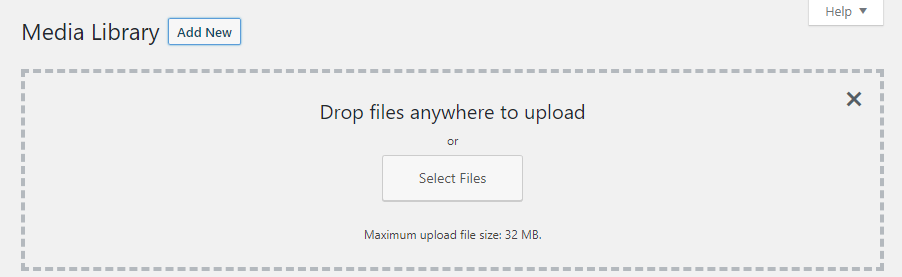 Help
Media Library Add New
Drop files anywhere to upload
or
Select Files
Maximum upload file size: 32 MB.